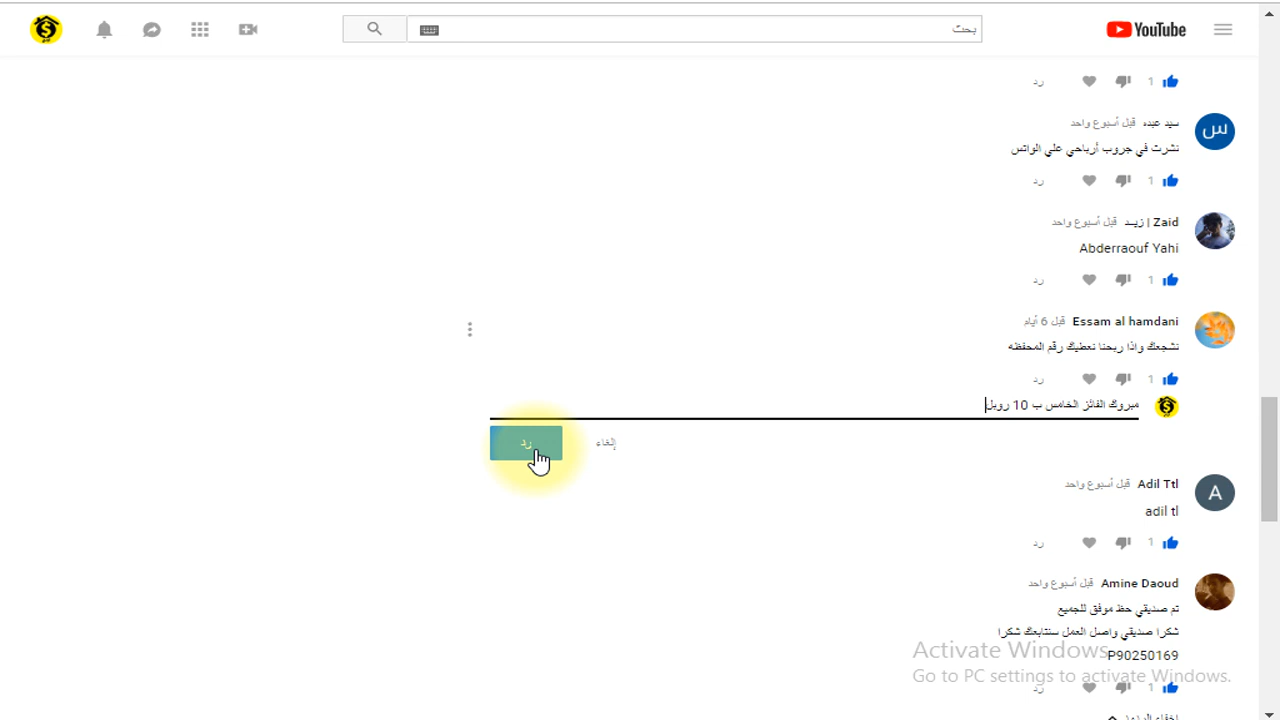 بحث
YouTube
1 رد
سيد عبده قبل أسبوع واحد
نشرت في جروب أرباحي علي الواتس
1 رد
Zaid | زيــد قبل أسبوع واحد
Abderraouf Yahi
1 رد
Essam al hamdani قبل 6 أيام
نشجعك واذا ربحنا نعطيك رقم المحفظه
1 رد
مبروك الفائز الخامس ب 10 روبل
إلغاء
رد
Adil Ttl قبل أسبوع واحد
adil tl
1 رد
Amine Daoud قبل أسبوع واحد
تم صديقي حظ موفق للجميع
شكرا صديقي واصل العمل سنتابعك شكرا
P90250169
1 رد
Activate Windows
Go to PC settings to activate Windows.